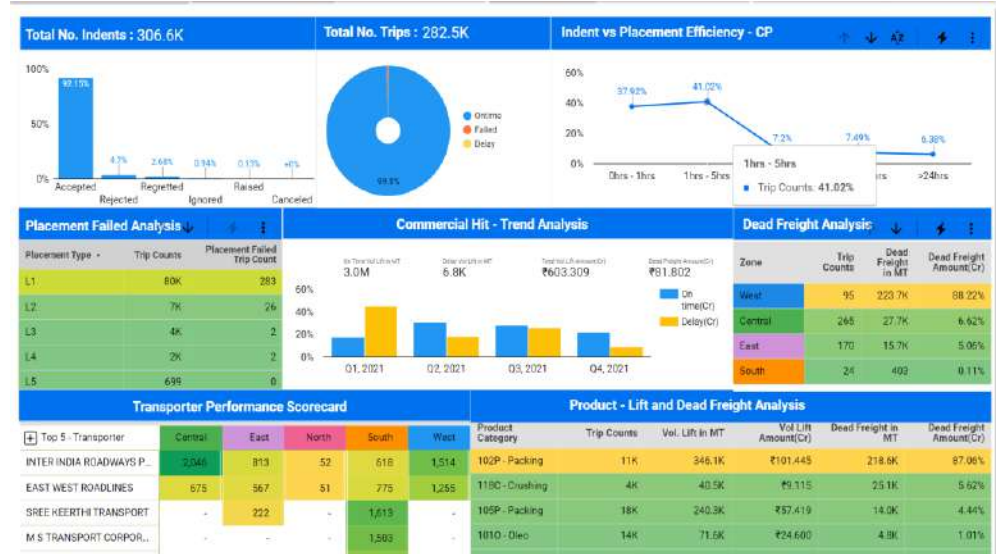 Total No. Indents : 306.6K
Total No. Trips : 282.5K
Indent vs Placement Efficiency - CP
100%
50%
0%
92.15%
4.7%
2.68%
0.14%
0.13%
+0%
Accepted
Rejected
Regretted
Ignored
Raised
Canceled
Ontime
Failed
Delay
99.8%
60%
40%
20%
0%
37.92%
41.02%
7.2%
7.49%
6.38%
0hrs - 1hrs
1hrs - 5hrs
>24hrs
1hrs - 5hrs
Trip Counts: 41.02%
Placement Failed Analysis
Placement Type
Trip Counts
Placement Failed
Trip Count
L1 80K 283
L2 7K 26
L3 4K 2
L4 2K 2
L5 699 0
Commercial Hit - Trend Analysis
3.0M
6.8K
₹603.309
₹81.802
60%
40%
20%
0%
Q1, 2021
Q2, 2021
Q3, 2021
Q4, 2021
On
time(Cr)
Delay(Cr)
Dead Freight Analysis
Zone
Trip
Counts
Dead
Freight
in MT
Dead Freight
Amount(Cr)
West 95 223.7K 88.22%
Central 265 27.7K 6.62%
East 170 15.7K 5.06%
South 24 403 0.11%
Transporter Performance Scorecard
Top 5 - Transporter Central East North South West
INTER INDIA ROADWAYS P... 2,046 813 52 618 1,514
EAST WEST ROADLINES 675 567 51 775 1,255
SREE KEERTHI TRANSPORT - 222 - 1,613 -
M S TRANSPORT CORPOR... - - - 1,503 -
Product - Lift and Dead Freight Analysis
Product
Category
Trip Counts
Vol. Lift in MT
Vol Lift
Amount(Cr)
Dead Freight in
MT
Dead Freight
Amount(Cr)
102P - Packing 11K 346.1K ₹101.445 218.6K 87.06%
118C - Crushing 4K 40.5K ₹9.115 25.1K 5.62%
105P - Packing 18K 240.3K ₹57.419 14.0K 4.44%
101O - Oleo 14K 71.6K ₹24.600 4.8K 1.01%